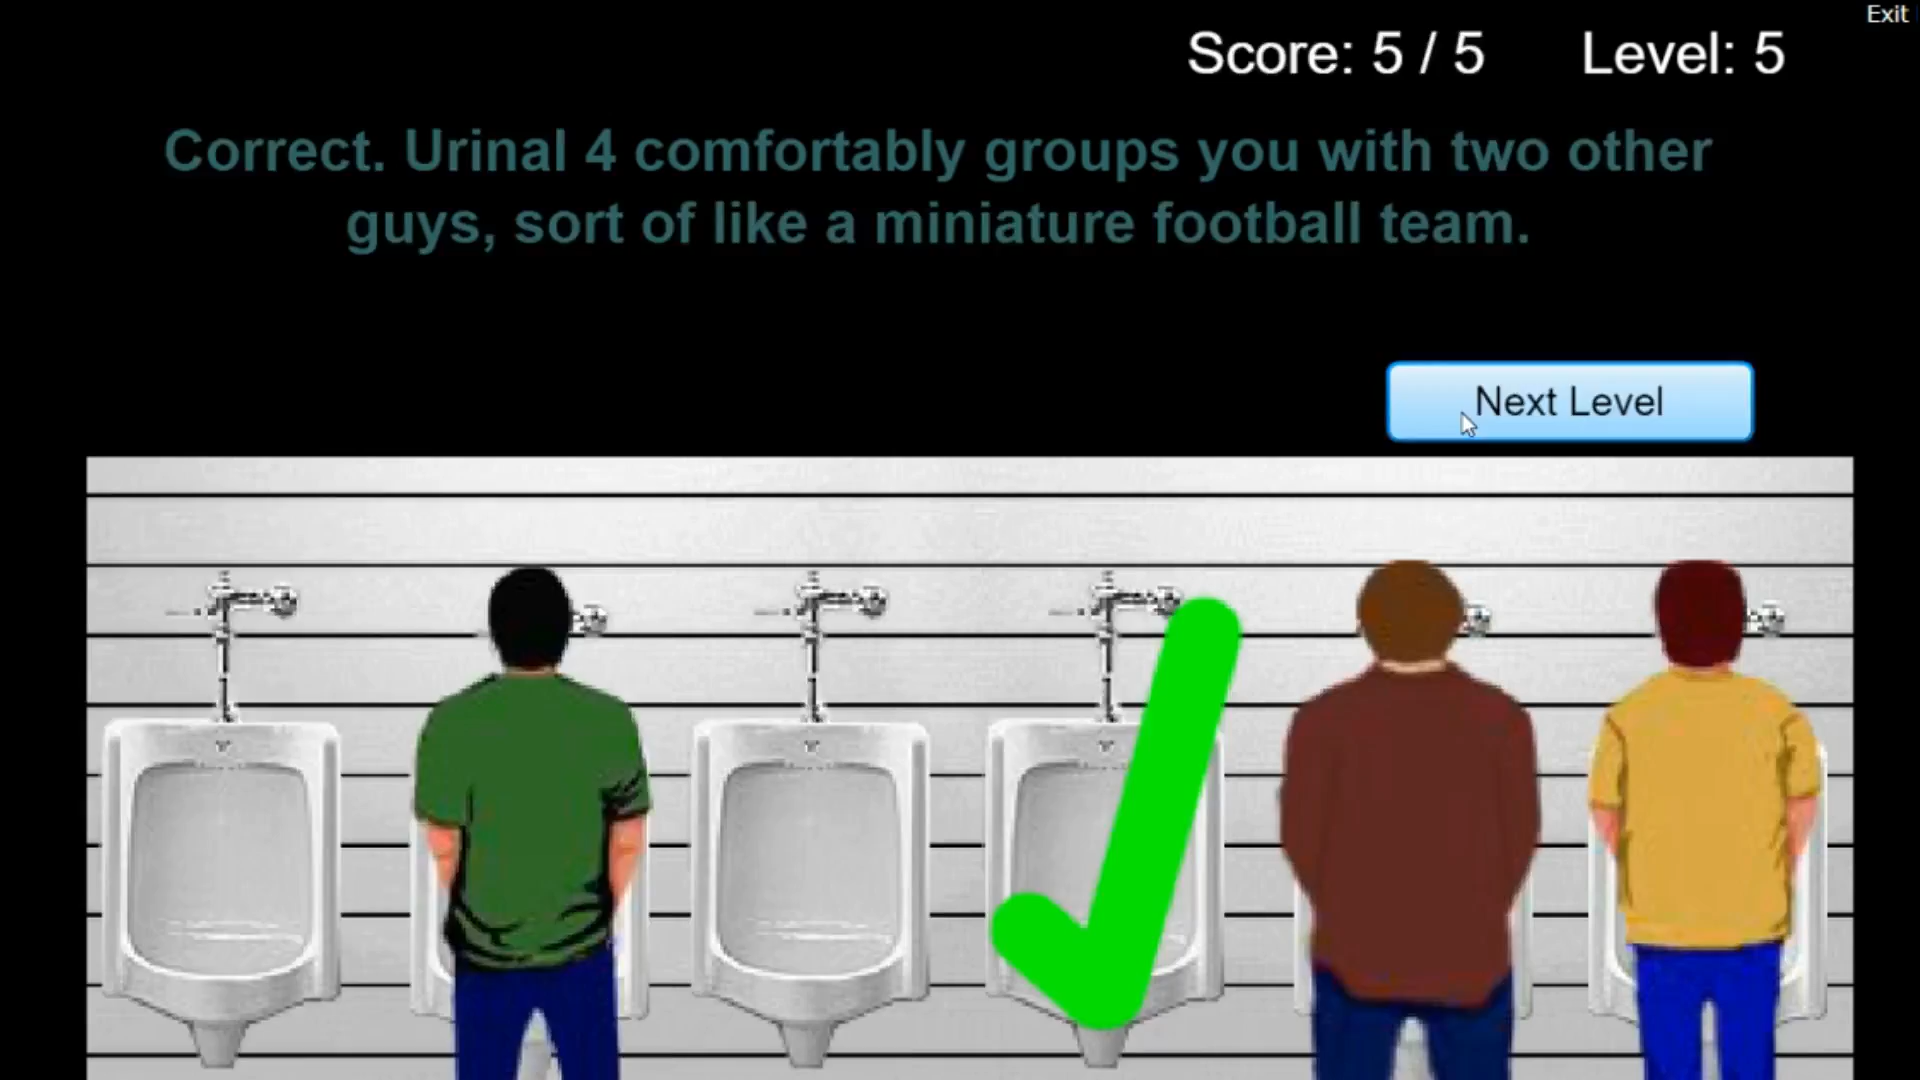 Exit
Score: 5 / 5 Level: 5
Correct. Urinal 4 comfortably groups you with two other
guys, sort of like a miniature football team.
Next Level